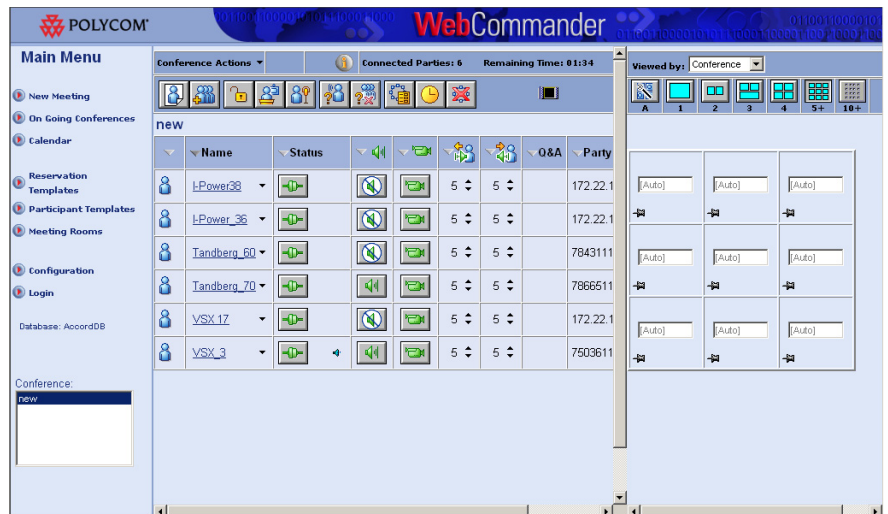 POLYCOM
WebCommander
Main Menu
New Meeting
On Going Conferences
Calendar
Reservation
Templates
Participant Templates
Meeting Rooms
Configuration
Login
Database: AccordDB
Conference:
new
Conference Actions
Connected Parties: 6
Remaining Time: 01:34
new
Name Status Q&A Party
I-Power38 5 5 172.22.1
I-Power_36 5 5 172.22.1
Tandberg_60 5 5 7843111
Tandberg_70 5 5 7866511
VSX 17 5 5 172.22.1
VSX_3 5 5 7503611
Viewed by: Conference
A 1 2 3 4 5+ 10+
[Auto] [Auto] [Auto]
[Auto] [Auto] [Auto]
[Auto] [Auto] [Auto]